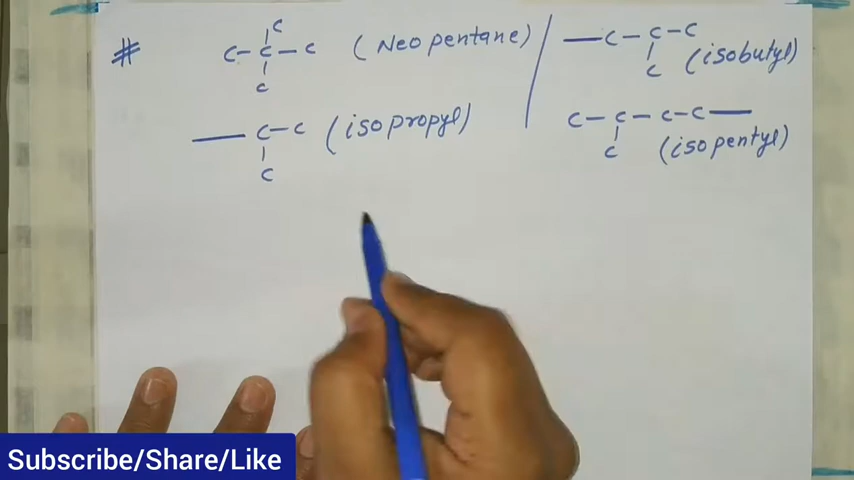 #
C
C-C-C (Neopentane)
C
C-C (isopropyl)
C
C-C-C
C (isobutyl)
C-C-C-C
C (isopentyl)
Subscribe/Share/Like